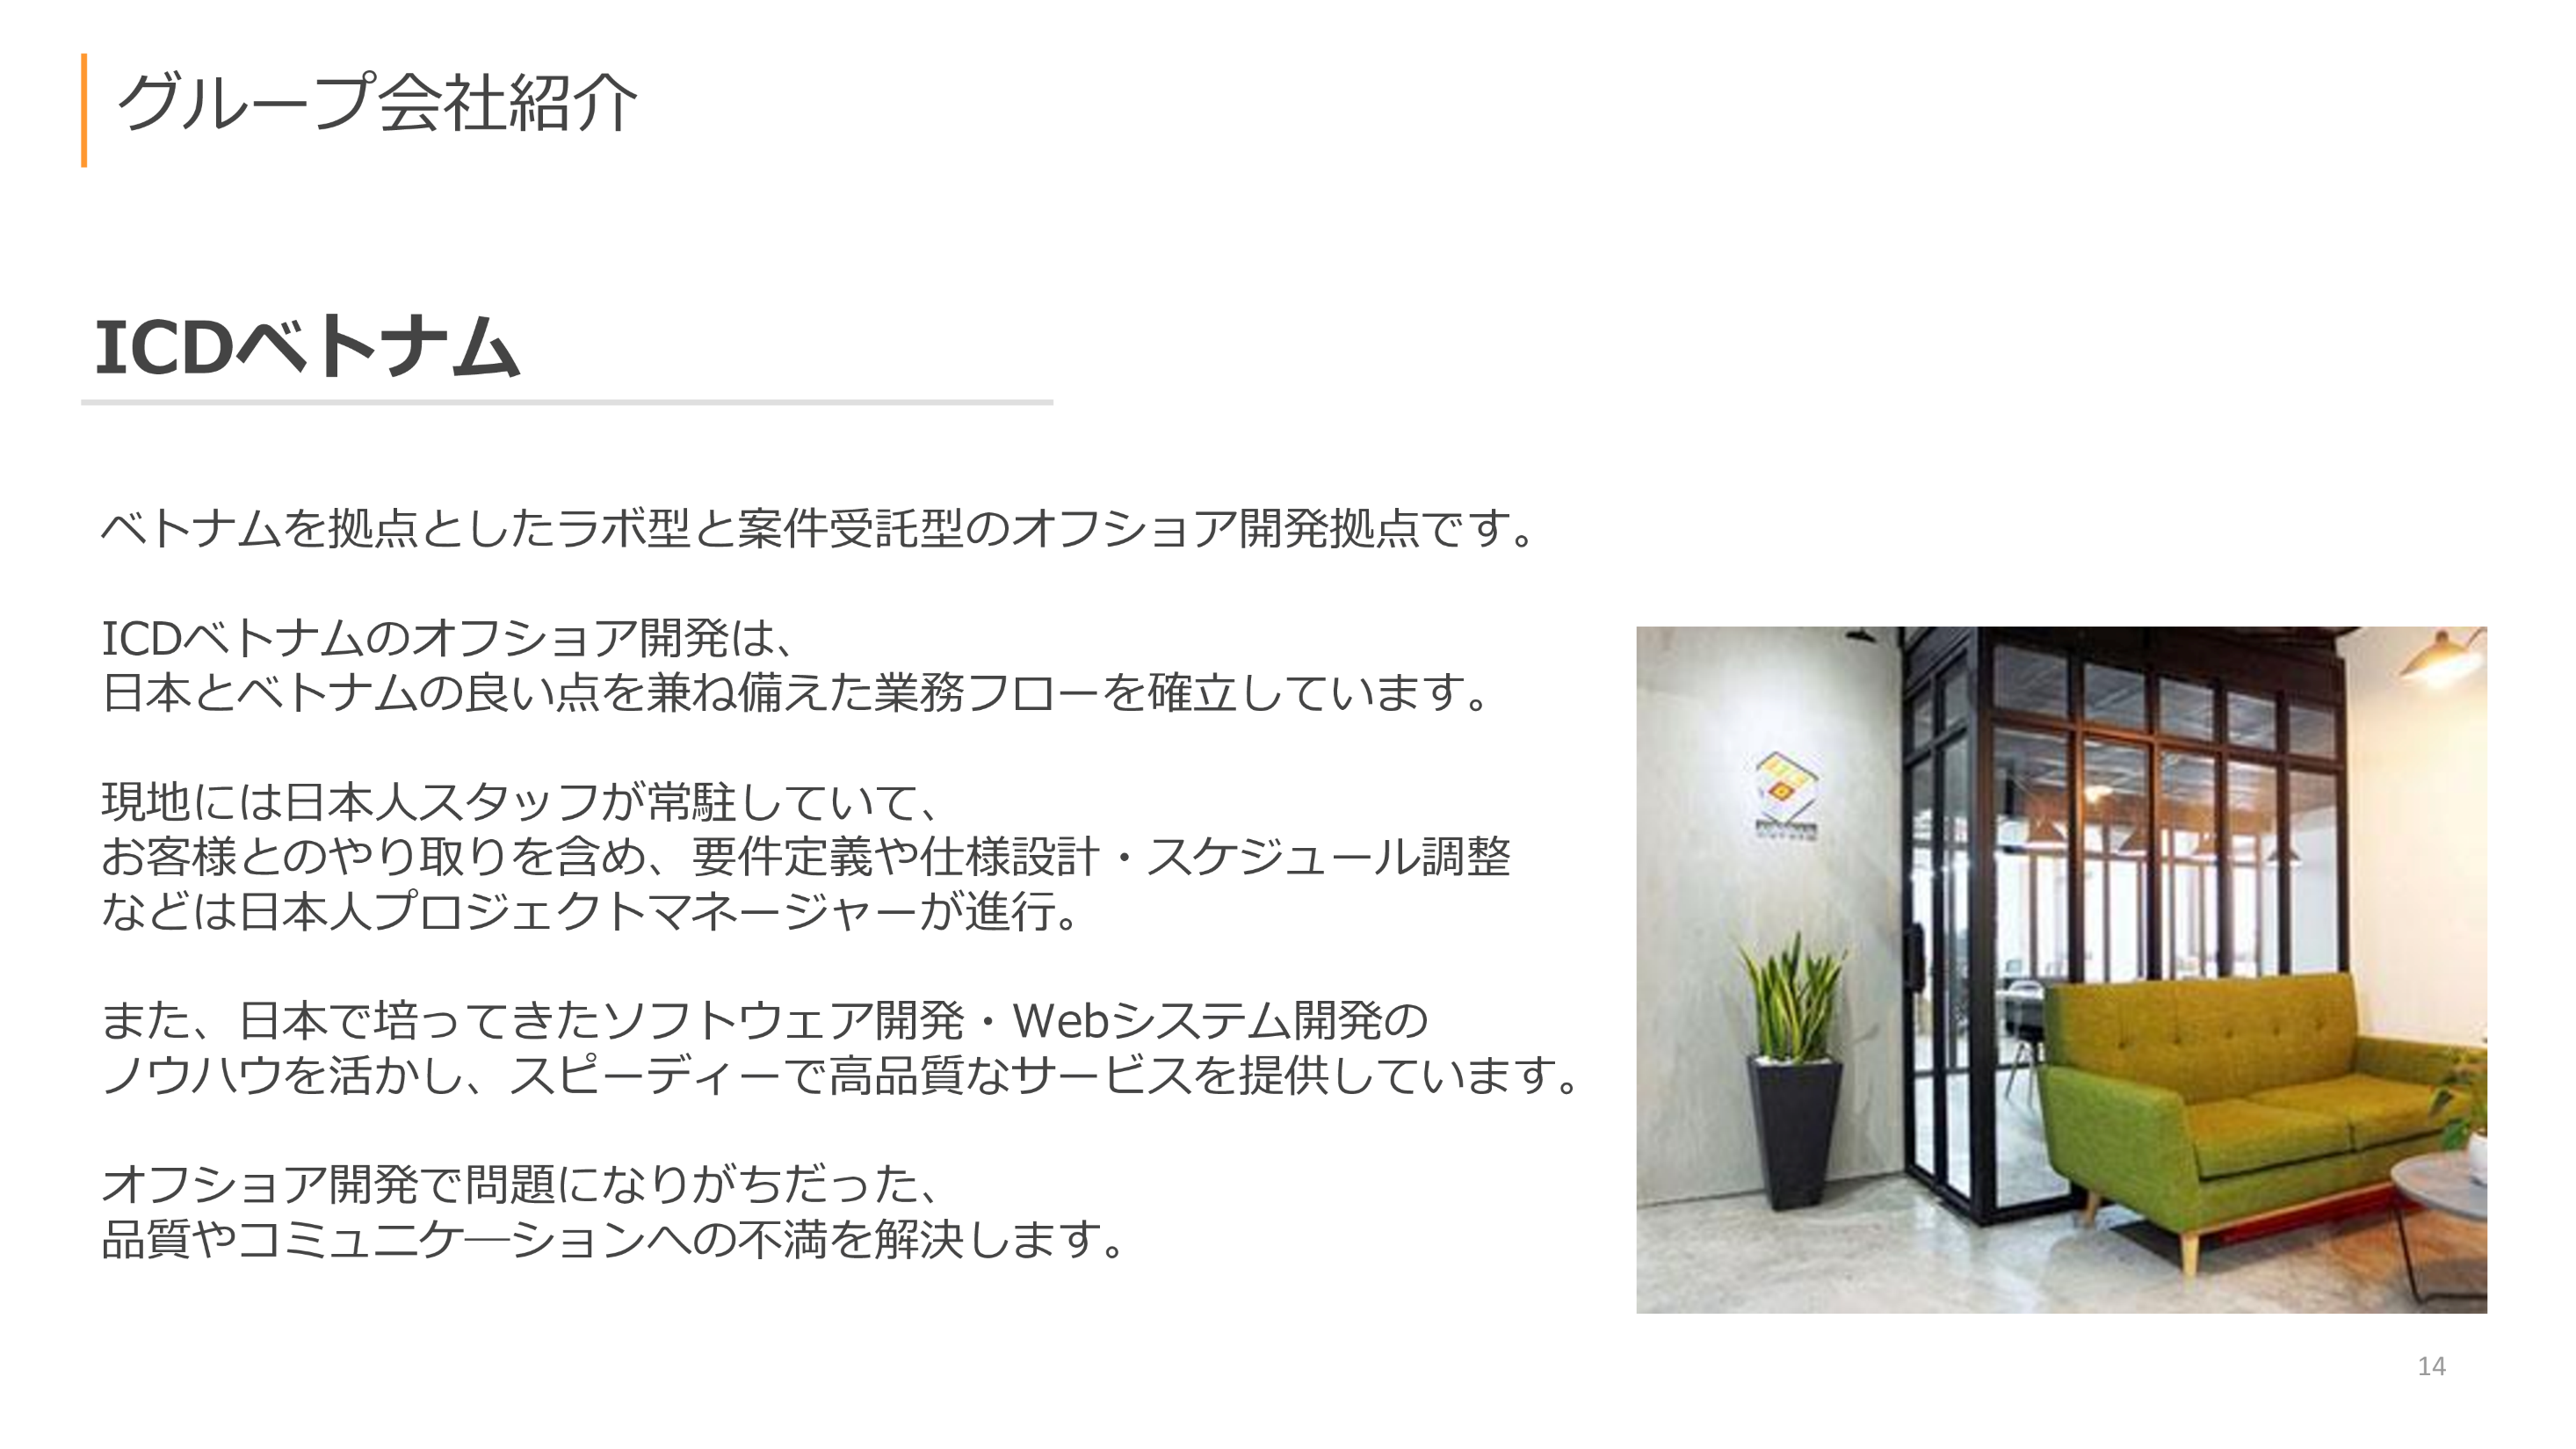 グループ会社紹介
ICDベトナム
ベトナムを拠点としたラボ型と案件受託型のオフショア開発拠点です。
ICDベトナムのオフショア開発は、
日本とベトナムの良い点を兼ね備えた業務フローを確立しています。
現地には日本人スタッフが常駐していて、
お客様とのやり取りを含め、要件定義や仕様設計・スケジュール調整
などは日本人プロジェクトマネージャーが進行。
また、日本で培ってきたソフトウェア開発・Webシステム開発の
ノウハウを活かし、スピーディーで高品質なサービスを提供しています。
オフショア開発で問題になりがちだった、
品質やコミュニケ―ションへの不満を解決します。
14